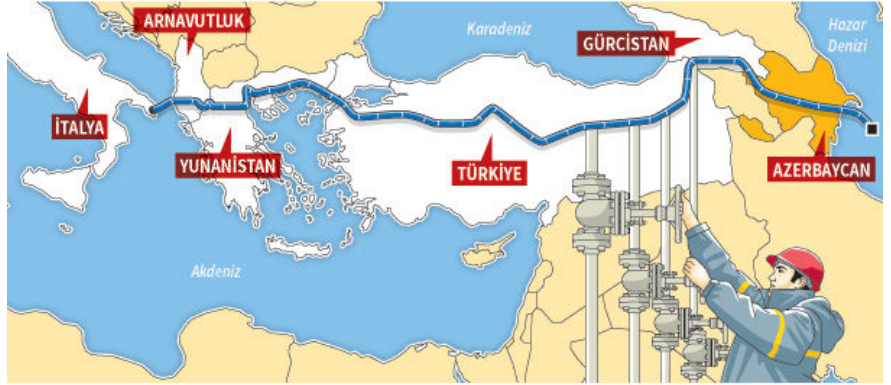 ARNAVUTLUK
Karadeniz
GÜRCİSTAN
Hazar
Denizi
İTALYA
YUNANİSTAN
TÜRKİYE
AZERBAYCAN
Akdeniz